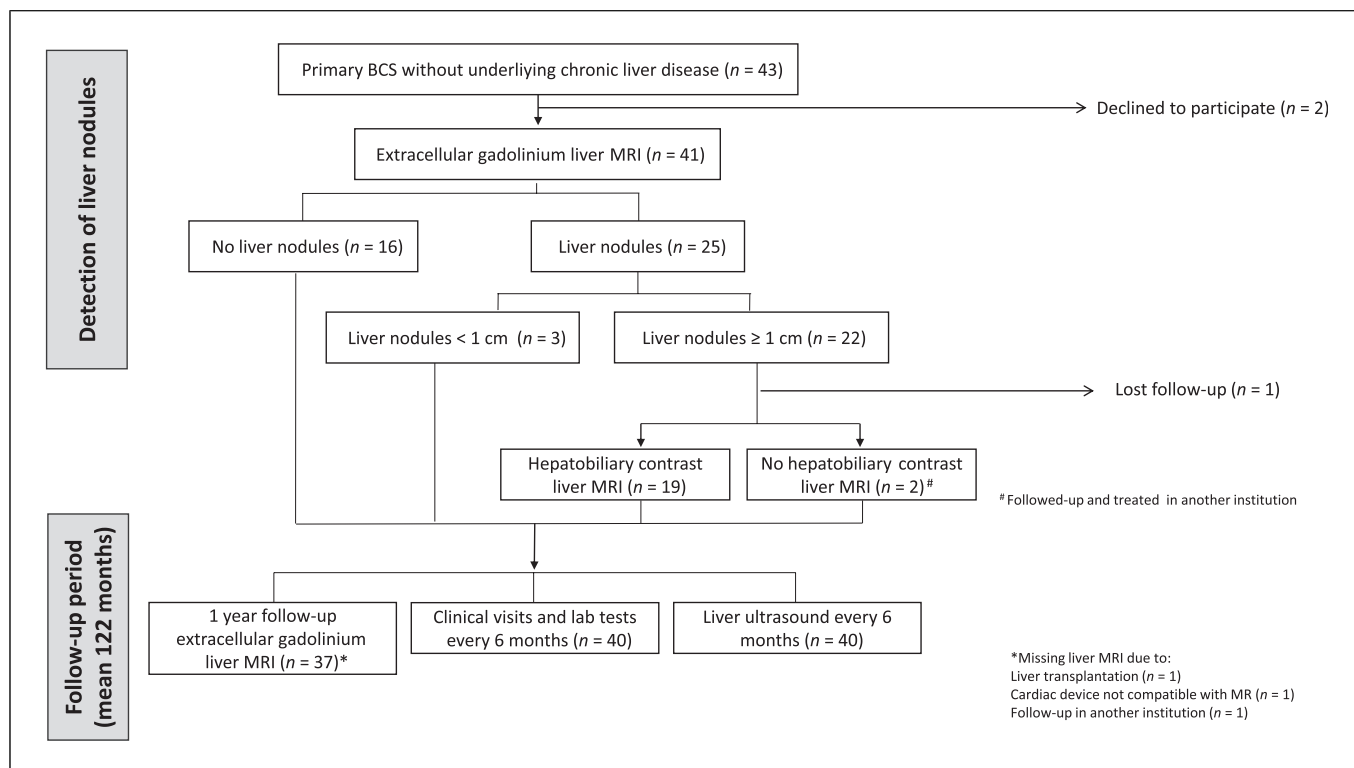 Detection of liver nodules
Primary BCS without underliying chronic liver disease (n = 43)
Declined to participate (n = 2)
Extracellular gadolinium liver MRI (n = 41)
No liver nodules (n = 16)
Liver nodules (n = 25)
Liver nodules < 1 cm (n = 3)
Liver nodules ≥ 1 cm (n = 22)
Lost follow-up (n = 1)
Hepatobiliary contrast
liver MRI (n = 19)
No hepatobiliary contrast
liver MRI (n = 2)#
#Followed-up and treated in another institution
Follow-up period
(mean 122 months)
1 year follow-up
extracellular gadolinium
liver MRI (n = 37)*
Clinical visits and lab tests
every 6 months (n = 40)
Liver ultrasound every 6
months (n = 40)
*Missing liver MRI due to:
Liver transplantation (n = 1)
Cardiac device not compatible with MR (n = 1)
Follow-up in another institution (n = 1)